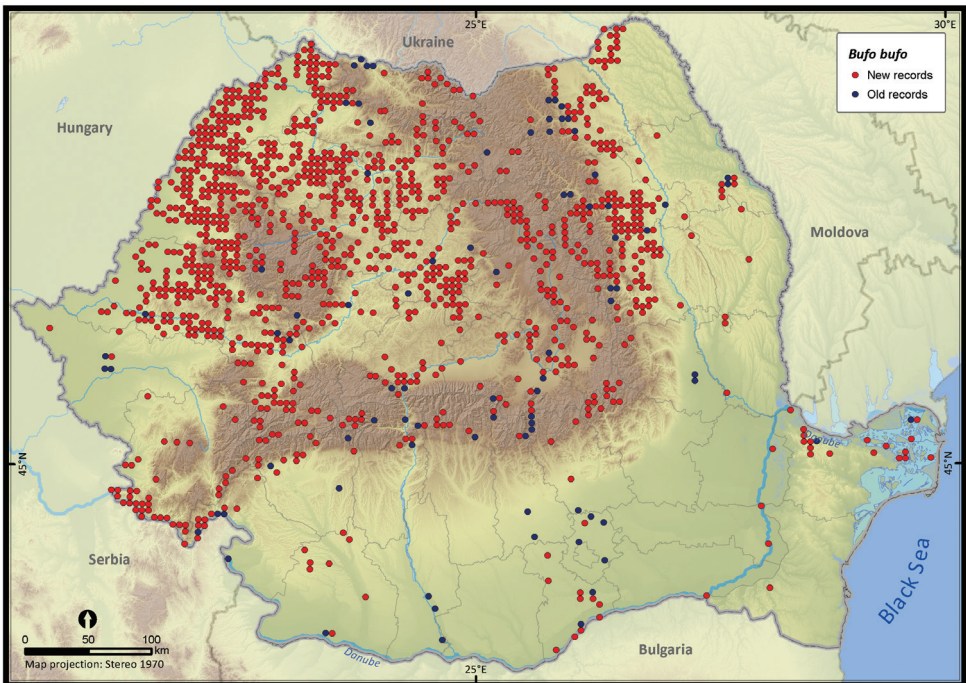 25°E
30°E
Ukraine
Bufo bufo
New records
Old records
Hungary
Moldova
45°N
Danube
45°N
Serbia
Black Sea
0 50 100
km
Map projection: Stereo 1970
Danube
Bulgaria
25°E